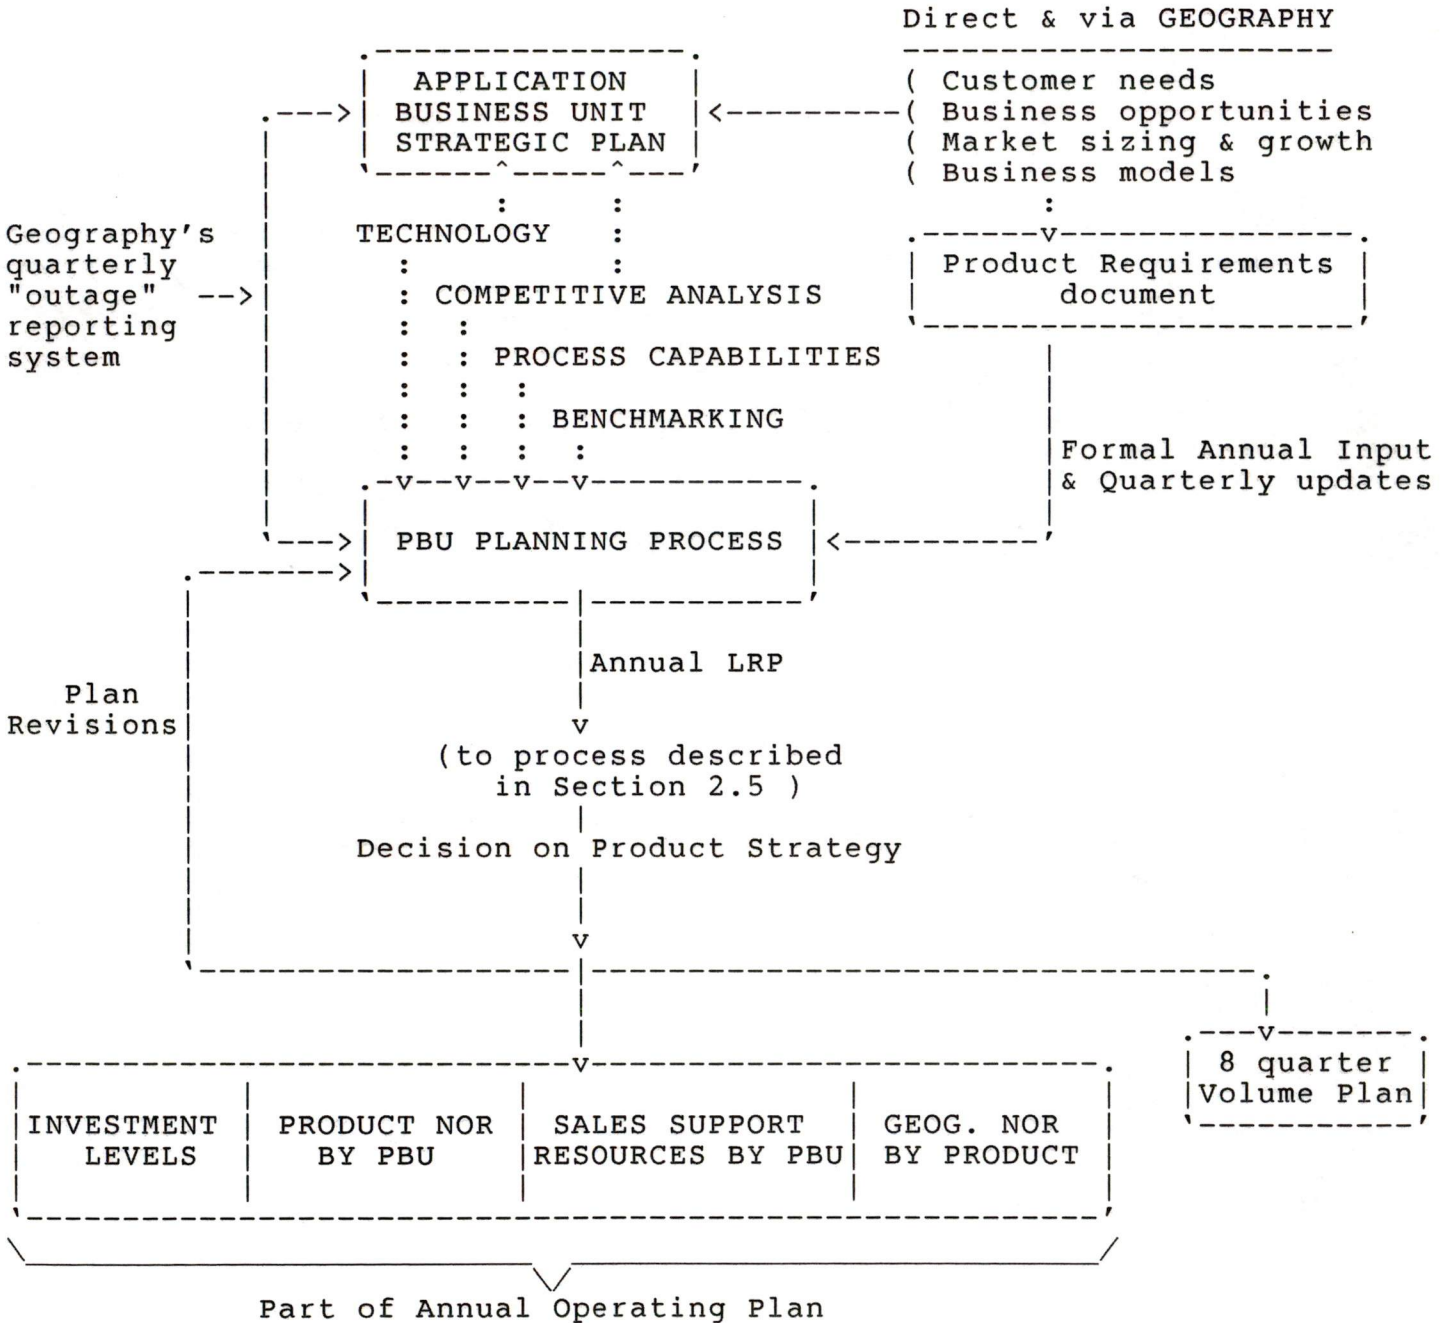 Direct & via GEOGRAPHY
APPLICATION
BUSINESS UNIT
STRATEGIC PLAN
( Customer needs
( Business opportunities
( Market sizing & growth
( Business models
Geography's
quarterly
"outage"
reporting
system
TECHNOLOGY
COMPETITIVE ANALYSIS
PROCESS CAPABILITIES
BENCHMARKING
Product Requirements
document
Formal Annual Input
& Quarterly updates
PBU PLANNING PROCESS
Annual LRP
Plan
Revisions
(to process described
in Section 2.5 )
Decision on Product Strategy
8 quarter
Volume Plan
INVESTMENT
LEVELS
PRODUCT NOR
BY PBU
SALES SUPPORT
RESOURCES BY PBU
GEOG. NOR
BY PRODUCT
Part of Annual Operating Plan